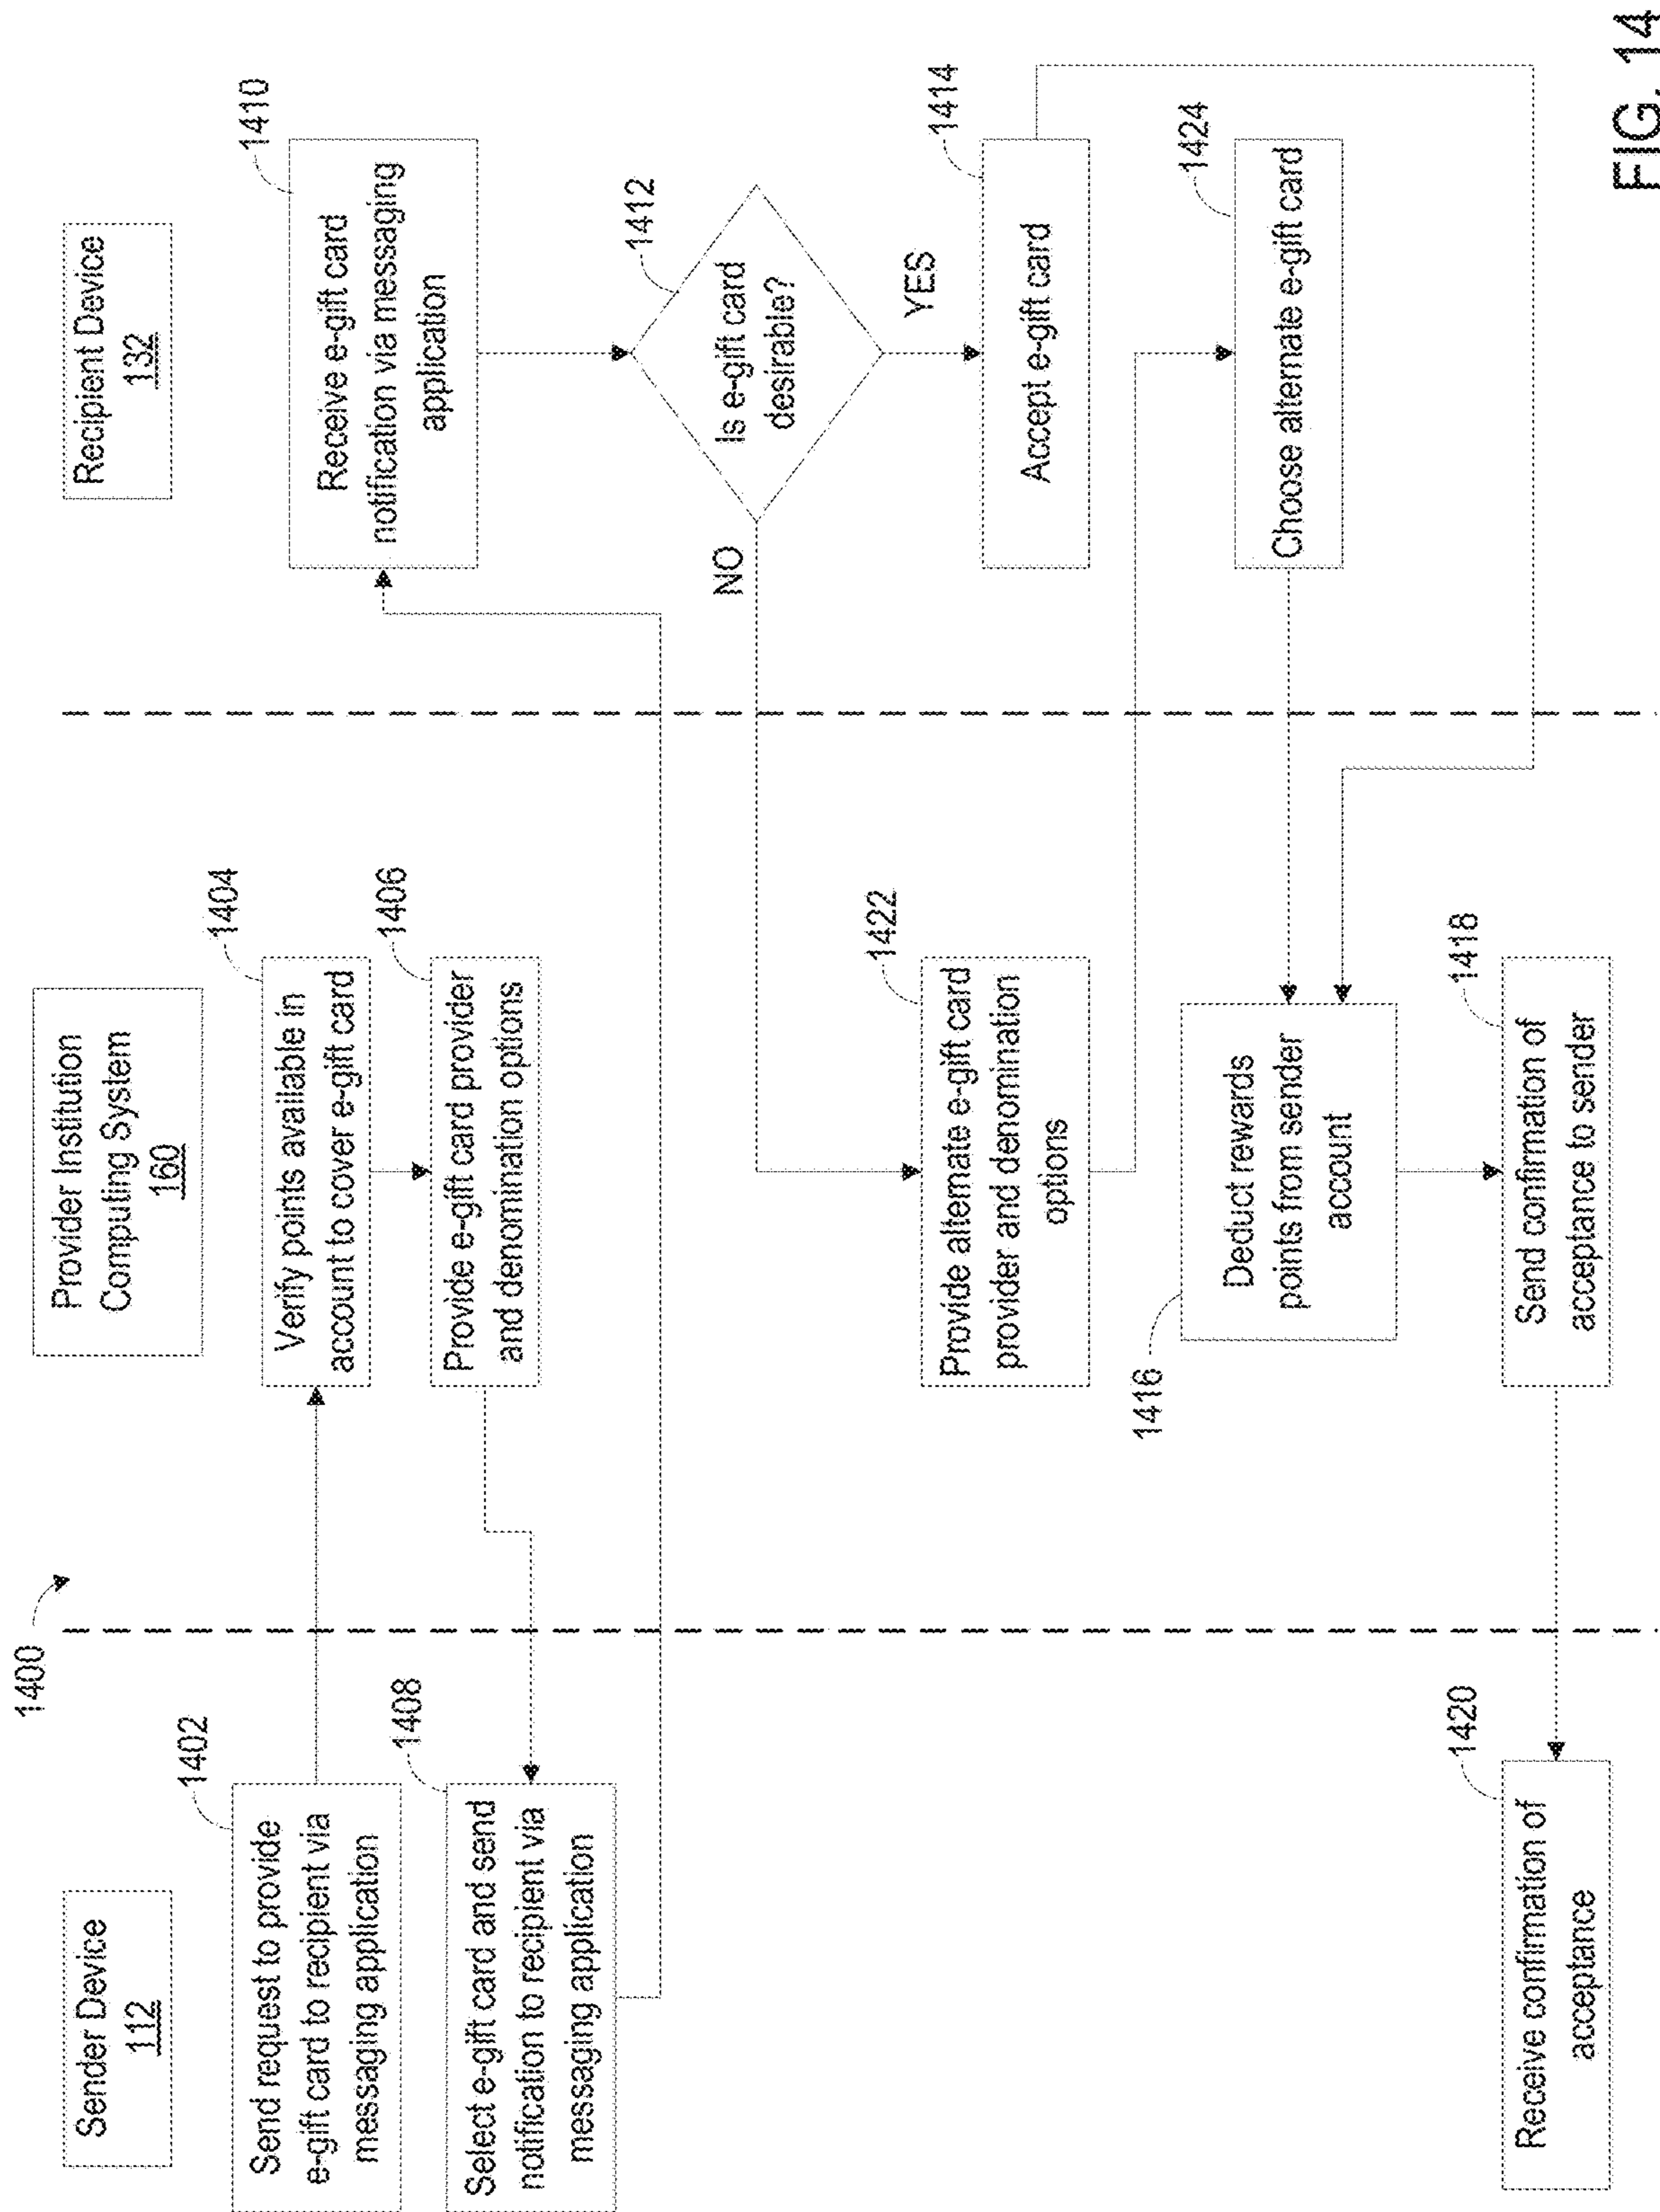 1400
Sender Device
112
Provider Institution
Computing System
160
Recipient Device
132
1402
Send request to provide
e-gift card to recipient via
messaging application
1404
Verify points available in
account to cover e-gift card
1406
Provide e-gift card provider
and denomination options
1408
Select e-gift card and send
notification to recipient via
messaging application
1410
Receive e-gift card
notification via messaging
application
1412
Is e-gift card
desirable?
NO
YES
1414
Accept e-gift card
1422
Provide alternate e-gift card
provider and denomination
options
1424
Choose alternate e-gift card
1416
Deduct rewards
points from sender
account
1418
Send confirmation of
acceptance to sender
1420
Receive confirmation of
acceptance
FIG. 14